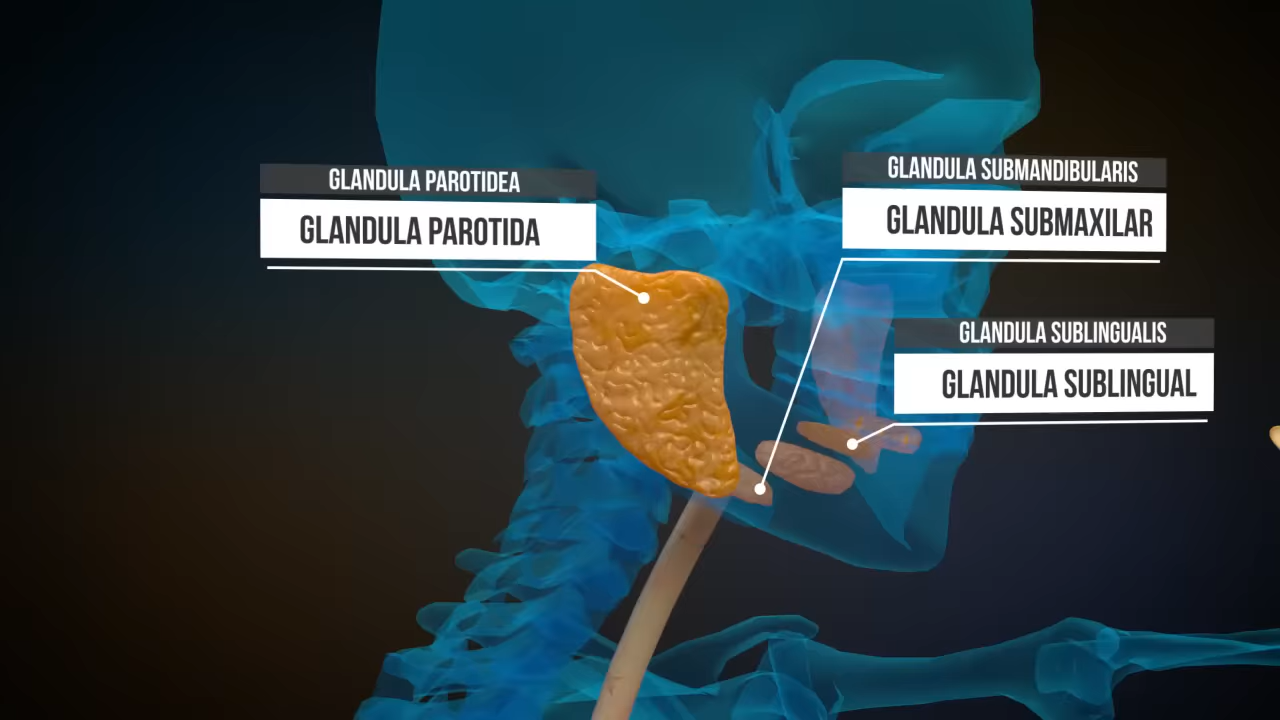 GLANDULA PAROTIDEA
GLANDULA PAROTIDA
GLANDULA SUBMANDIBULARIS
GLANDULA SUBMAXILAR
GLANDULA SUBLINGUALIS
GLANDULA SUBLINGUAL